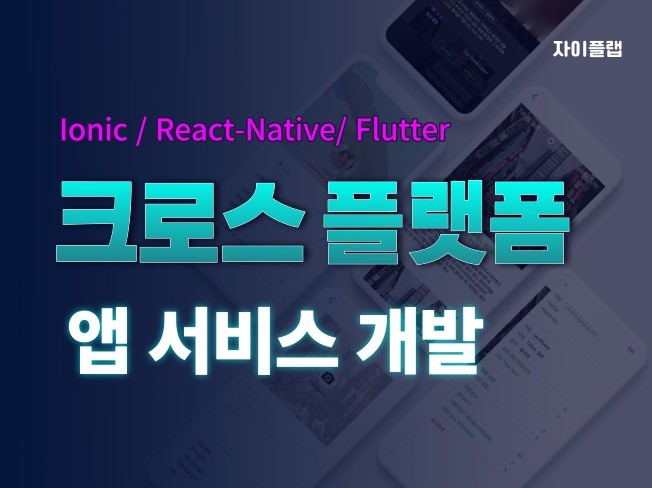 자이플랩
Ionic / React-Native/ Flutter
크로스 플랫폼
앱 서비스 개발